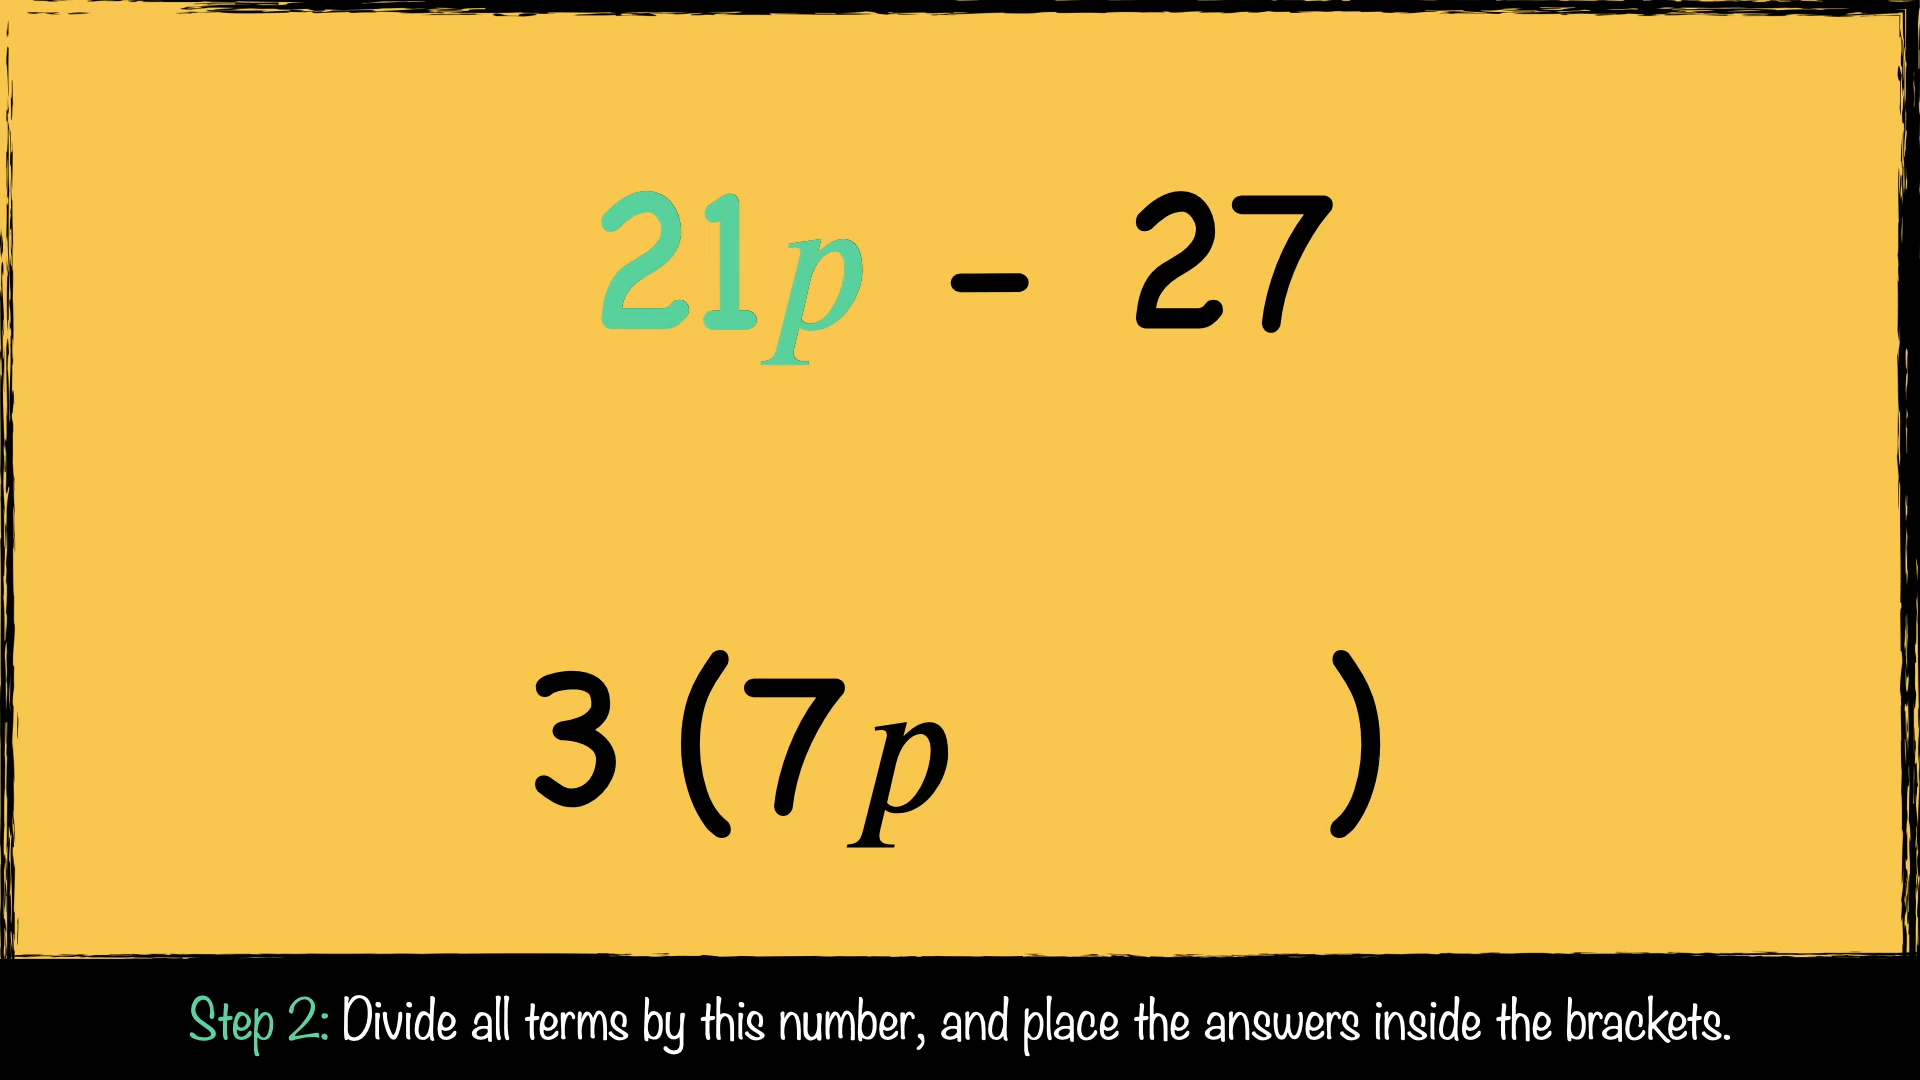 21p – 27
3 (7p )
Step 2: Divide all terms by this number, and place the answers inside the brackets.